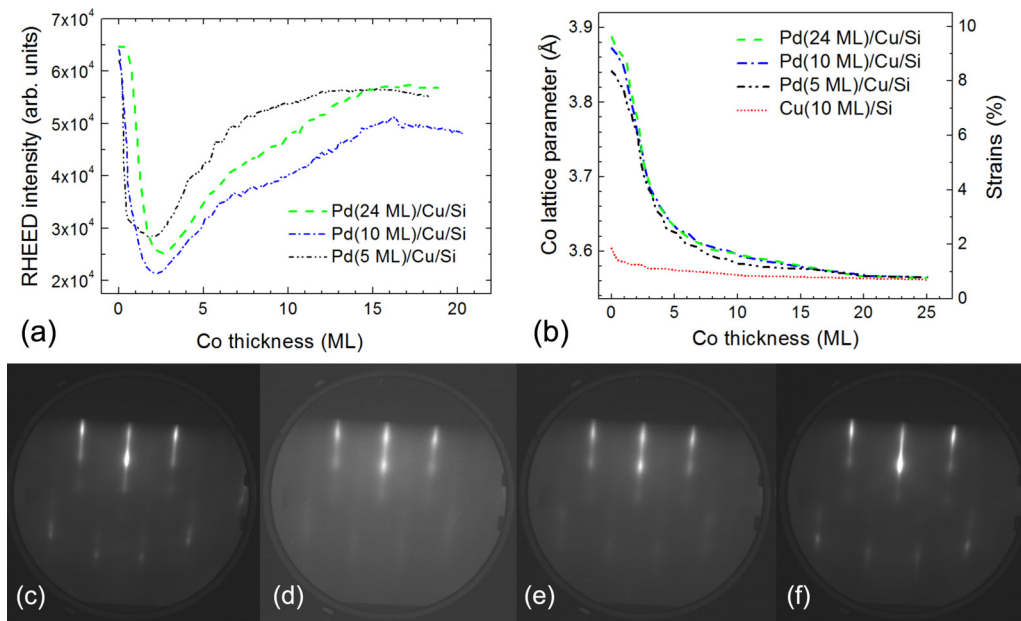 7x10⁴
6x10⁴
5x10⁴
4x10⁴
3x10⁴
2x10⁴
RHEED intensity (arb. units)
Pd(24 ML)/Cu/Si
Pd(10 ML)/Cu/Si
Pd(5 ML)/Cu/Si
0 5 10 15 20
Co thickness (ML)
(a)
3.9
3.8
3.7
3.6
Co lattice parameter (Å)
Pd(24 ML)/Cu/Si
Pd(10 ML)/Cu/Si
Pd(5 ML)/Cu/Si
Cu(10 ML)/Si
10
8
6
4
2
0
Strains (%)
0 5 10 15 20 25
Co thickness (ML)
(b)
(c)
(d)
(e)
(f)